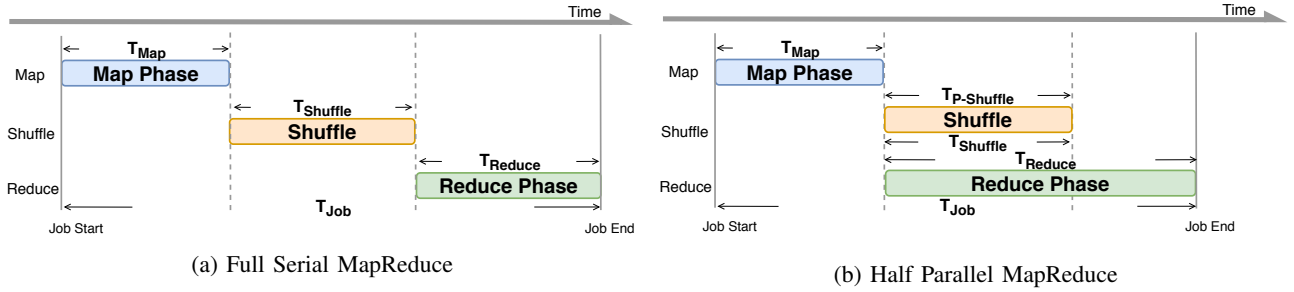 Time
T_Map
Map
Map Phase
T_Shuffle
Shuffle
Shuffle
T_Reduce
Reduce
Reduce Phase
T_Job
Job Start
Job End
(a) Full Serial MapReduce
Time
T_Map
Map
Map Phase
T_P-Shuffle
Shuffle
Shuffle
T_Shuffle
T_Reduce
Reduce
Reduce Phase
T_Job
Job Start
Job End
(b) Half Parallel MapReduce